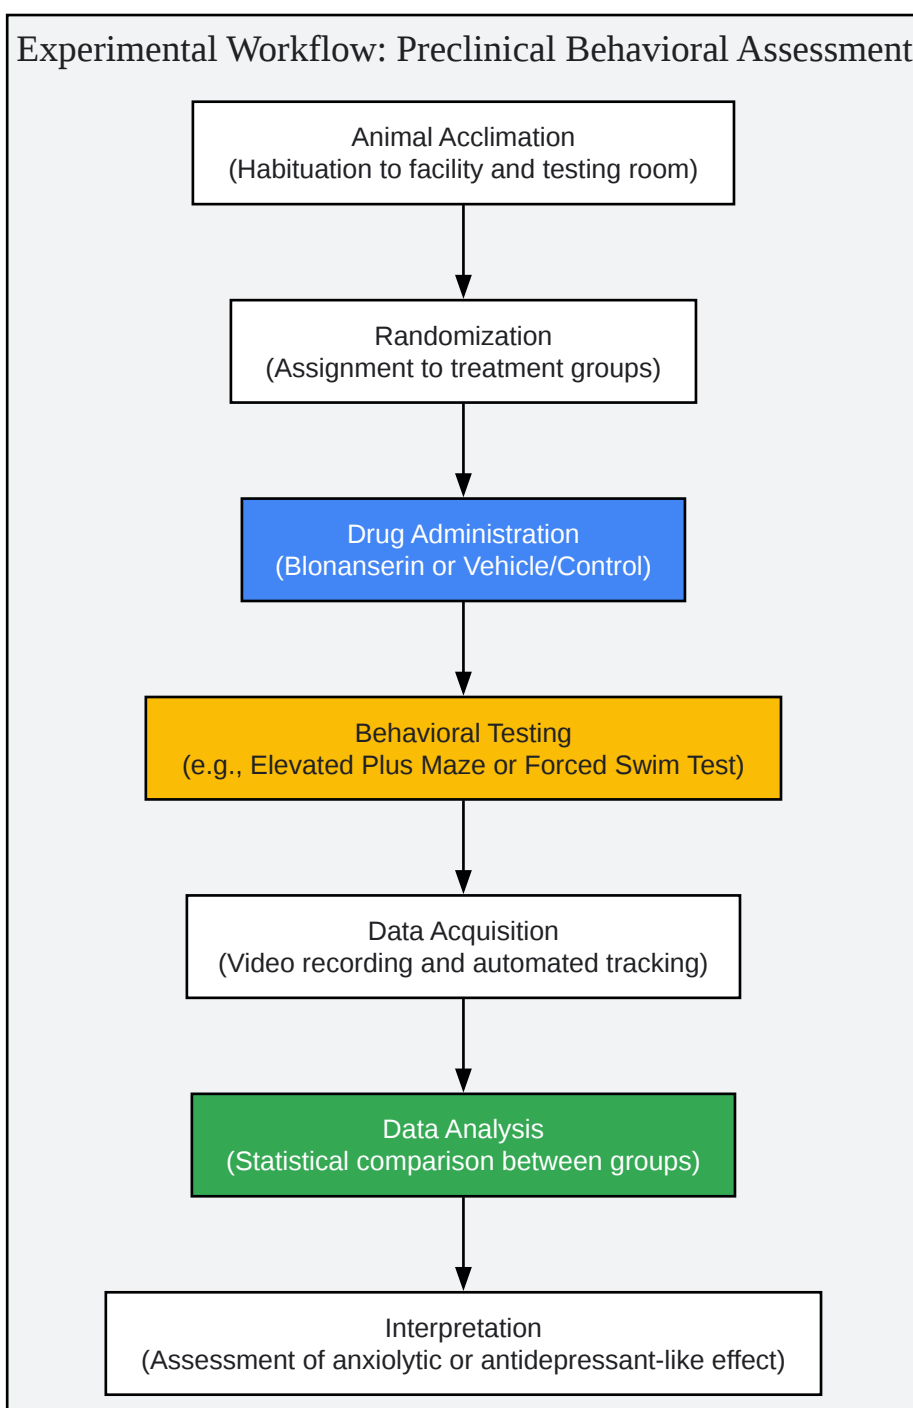 Experimental Workflow: Preclinical Behavioral Assessment
Animal Acclimation
(Habituation to facility and testing room)
Randomization
(Assignment to treatment groups)
Drug Administration
(Blonanserin or Vehicle/Control)
Behavioral Testing
(e.g., Elevated Plus Maze or Forced Swim Test)
Data Acquisition
(Video recording and automated tracking)
Data Analysis
(Statistical comparison between groups)
Interpretation
(Assessment of anxiolytic or antidepressant-like effect)